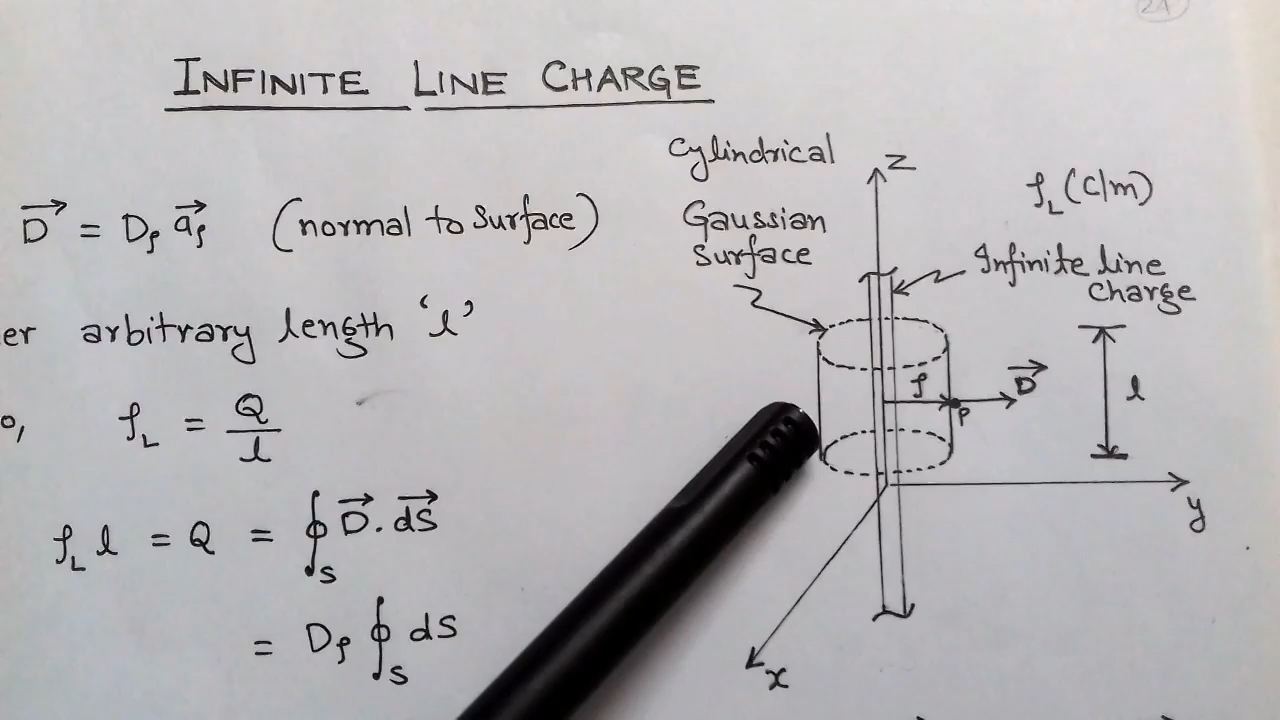 24
INFINITE LINE CHARGE
D⃗ = Dρ a⃗ρ (normal to surface)
er arbitrary length 'l'
o, ρL = Q/l
ρL l = Q = ∮S D⃗ . dS⃗
= Dρ ∮S dS
Cylindrical
Gaussian
Surface
z
ρL (C/m)
Infinite line
charge
ρ
P
D⃗
l
y
x